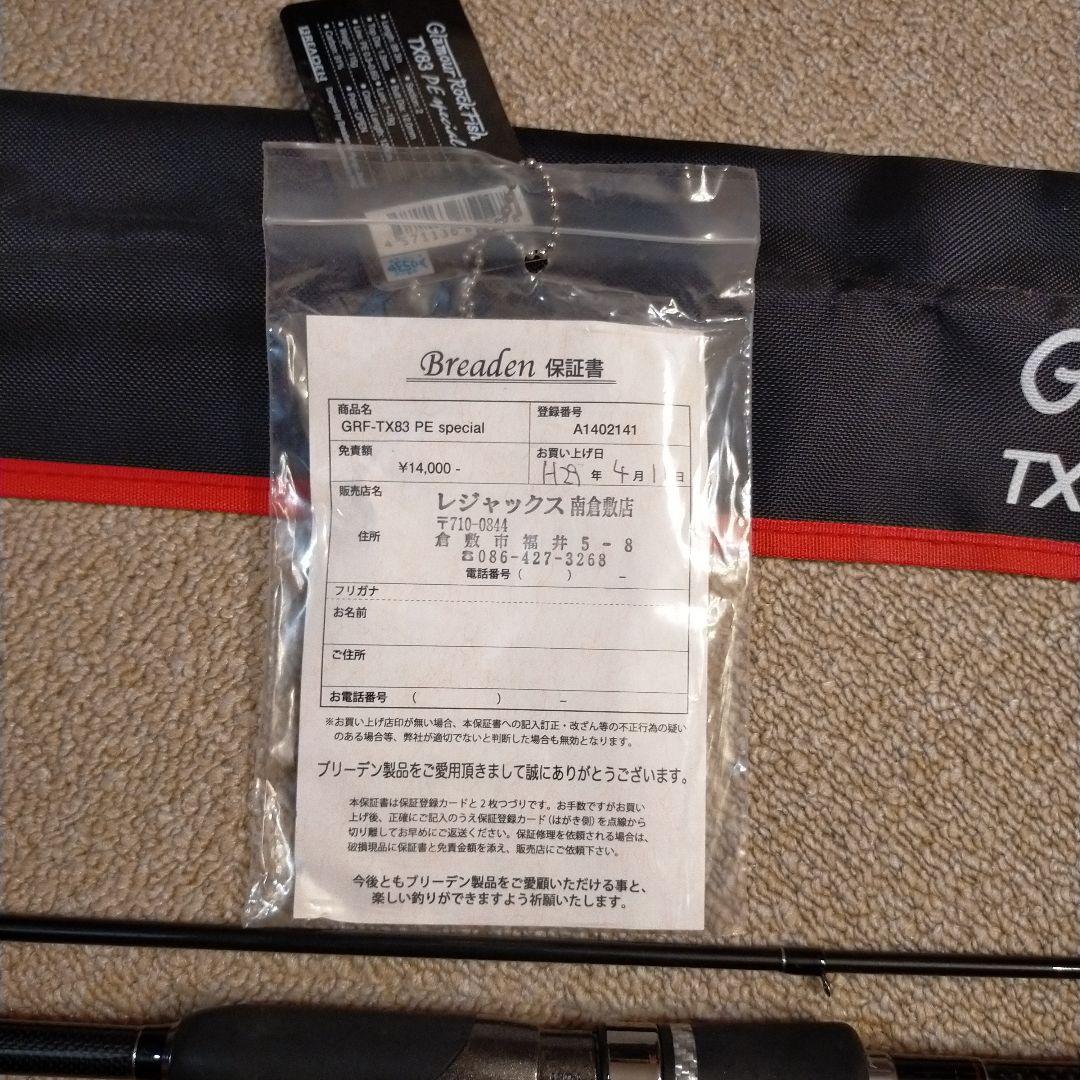 Glamour Rock Fish
TX83 PE special
BREADEN
4571136
Breaden 保証書
商品名
GRF-TX83 PE special
登録番号
A1402141
免責額
¥14,000 -
お買い上げ日
H29 年 4 月 1 日
販売店名
レジャックス 南倉敷店
〒710-0844
住所
倉敷市福井5-8
☎086-427-3268
電話番号 ( ) -
フリガナ
お名前
ご住所
お電話番号 ( ) -
※お買い上げ店印が無い場合、本保証書への記入訂正・改ざん等の不正行為の疑い
のある場合等、弊社が適切でないと判断した場合も無効となります。
ブリーデン製品をご愛用頂きまして誠にありがとうございます。
本保証書は保証登録カードと2枚つづりです。お手数ですがお買い
上げ後、正確にご記入のうえ保証登録カード(はがき側)を点線から
切り離してお早めにご返送ください。保証修理を依頼される場合は、
破損現品に保証書と免責金額を添え、販売店にご依頼下さい。
今後ともブリーデン製品をご愛顧いただける事と、
楽しい釣りができますよう祈願いたします。
G
TX